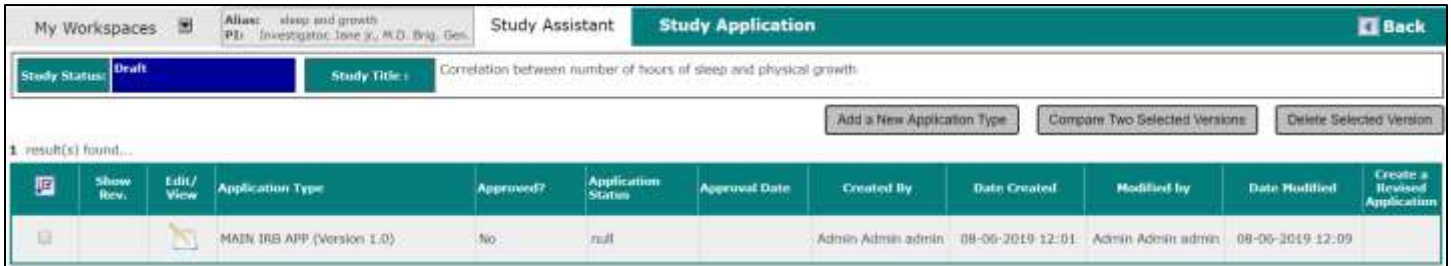 My Workspaces
Alias: sleep and growth
PI: Investigator, Jane jr., M.D. Brig. Gen.
Study Assistant
Study Application
Back
Study Status: Draft
Study Title: Correlation between number of hours of sleep and physical growth
Add a New Application Type
Compare Two Selected Versions
Delete Selected Version
1 result(s) found...
Show Rev.
Edit/ View
Application Type
Approved?
Application Status
Approval Date
Created By
Date Created
Modified by
Date Modified
Create a Revised Application
MAIN IRB APP (Version 1.0)
No
null
Admin Admin admin
08-06-2019 12:01
Admin Admin admin
08-06-2019 12:09